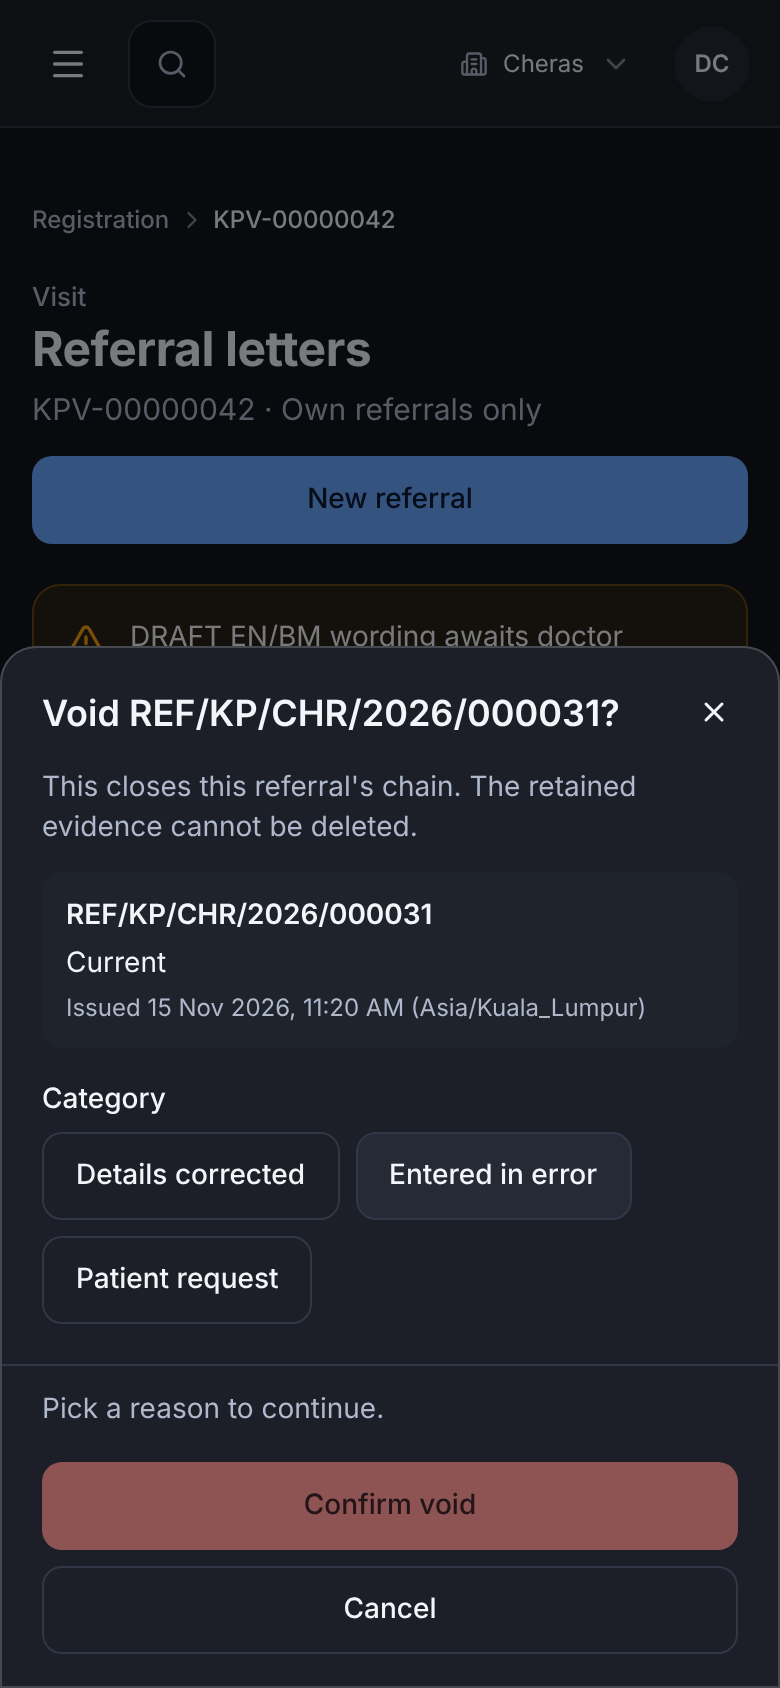 Cheras
DC
Registration
KPV-00000042
Visit
Referral letters
KPV-00000042 · Own referrals only
New referral
DRAFT EN/BM wording awaits doctor
Void REF/KP/CHR/2026/000031?
This closes this referral's chain. The retained
evidence cannot be deleted.
REF/KP/CHR/2026/000031
Current
Issued 15 Nov 2026, 11:20 AM (Asia/Kuala_Lumpur)
Category
Details corrected
Entered in error
Patient request
Pick a reason to continue.
Confirm void
Cancel